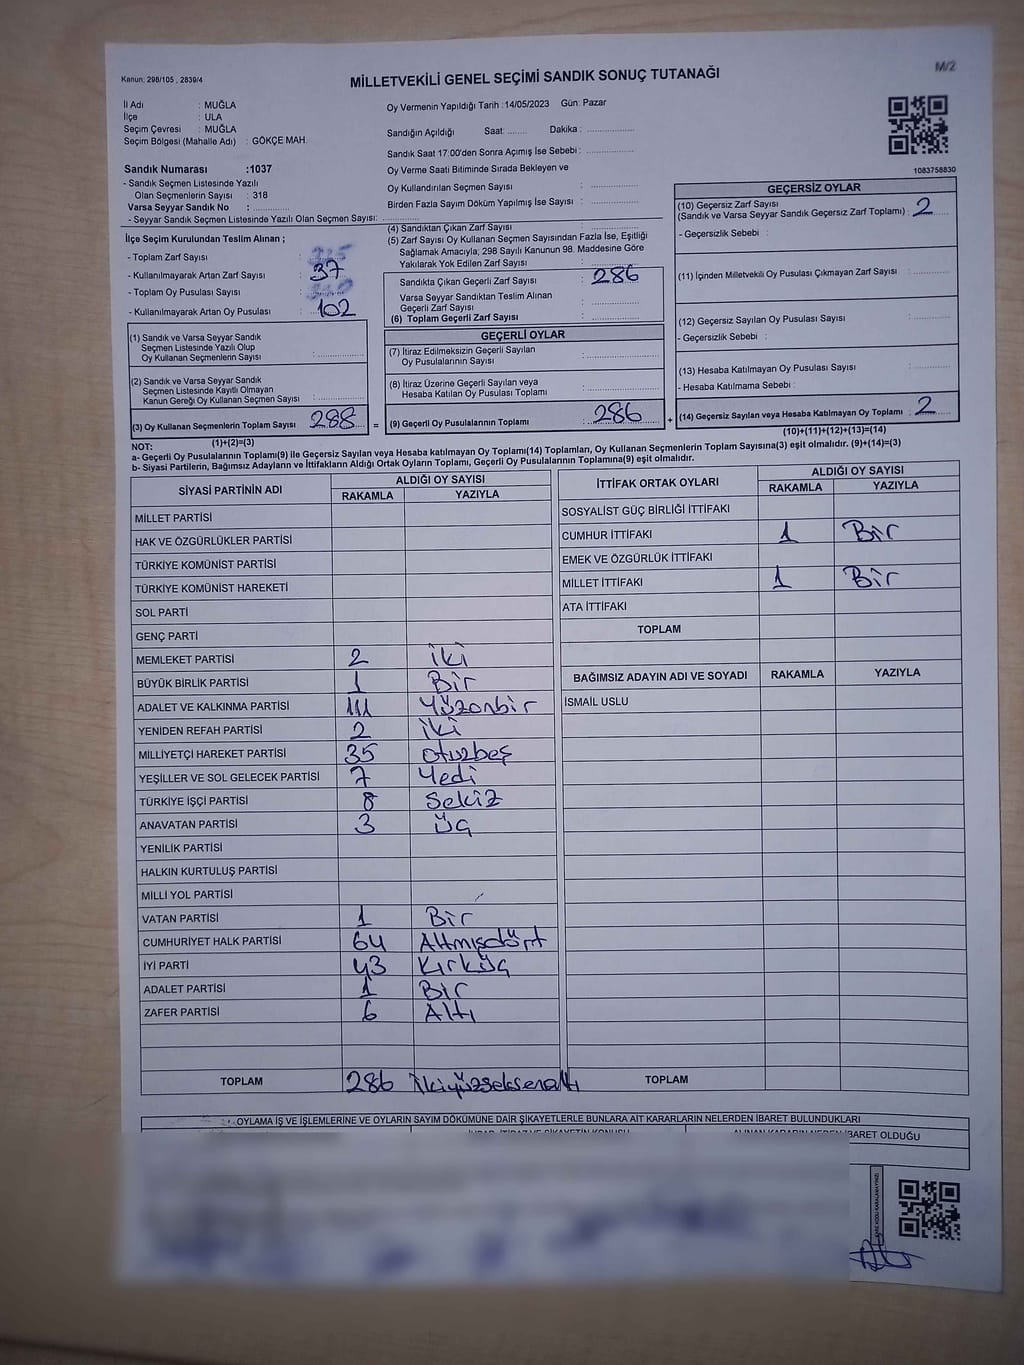 Kanun: 298/105 , 2839/4
MİLLETVEKİLİ GENEL SEÇİMİ SANDIK SONUÇ TUTANAĞI
M/2
İl Adı : MUĞLA
İlçe : ULA
Seçim Çevresi : MUĞLA
Seçim Bölgesi (Mahalle Adı) : GÖKÇE MAH.
Oy Vermenin Yapıldığı Tarih :14/05/2023 Gün: Pazar
Sandığın Açıldığı Saat: ........ Dakika : ................
Sandık Saat 17:00'den Sonra Açımış İse Sebebi : ................
Oy Verme Saati Bitiminde Sırada Bekleyen ve
Oy Kullandırılan Seçmen Sayısı : ................
Birden Fazla Sayım Döküm Yapılmış İse Sayısı : ................
1083758830
Sandık Numarası :1037
- Sandık Seçmen Listesinde Yazılı
Olan Seçmenlerin Sayısı : 318
Varsa Seyyar Sandık No : ................
- Seyyar Sandık Seçmen Listesinde Yazılı Olan Seçmen Sayısı: ................
İlçe Seçim Kurulundan Teslim Alınan ;
- Toplam Zarf Sayısı :
- Kullanılmayarak Artan Zarf Sayısı : 37
- Toplam Oy Pusulası Sayısı :
- Kullanılmayarak Artan Oy Pusulası : 102
(1) Sandık ve Varsa Seyyar Sandık
Seçmen Listesinde Yazılı Olup
Oy Kullanan Seçmenlerin Sayısı : ................
(2) Sandık ve Varsa Seyyar Sandık
Seçmen Listesinde Kayıtlı Olmayan
Kanun Gereği Oy Kullanan Seçmen Sayısı : ................
(3) Oy Kullanan Seçmenlerin Toplam Sayısı : 288
(1)+(2)=(3)
(4) Sandıktan Çıkan Zarf Sayısı : ................
(5) Zarf Sayısı Oy Kullanan Seçmen Sayısından Fazla İse, Eşitliği
Sağlamak Amacıyla, 298 Sayılı Kanunun 98. Maddesine Göre
Yakılarak Yok Edilen Zarf Sayısı : ................
Sandıkta Çıkan Geçerli Zarf Sayısı : 286
Varsa Seyyar Sandıktan Teslim Alınan
Geçerli Zarf Sayısı : ................
(6) Toplam Geçerli Zarf Sayısı : ................
GEÇERLİ OYLAR
(7) İtiraz Edilmeksizin Geçerli Sayılan
Oy Pusulalarının Sayısı : ................
(8) İtiraz Üzerine Geçerli Sayılan veya
Hesaba Katılan Oy Pusulası Toplamı : ................
= (9) Geçerli Oy Pusulalarının Toplamı : 286 +
GEÇERSİZ OYLAR
(10) Geçersiz Zarf Sayısı
(Sandık ve Varsa Seyyar Sandık Geçersiz Zarf Toplamı) : 2
- Geçersizlik Sebebi :
(11) İçinden Milletvekili Oy Pusulası Çıkmayan Zarf Sayısı : ................
(12) Geçersiz Sayılan Oy Pusulası Sayısı : ................
- Geçersizlik Sebebi :
(13) Hesaba Katılmayan Oy Pusulası Sayısı : ................
- Hesaba Katılmama Sebebi :
(14) Geçersiz Sayılan veya Hesaba Katılmayan Oy Toplamı : 2
(10)+(11)+(12)+(13)=(14)
NOT:
a- Geçerli Oy Pusulalarının Toplamı(9) ile Geçersiz Sayılan veya Hesaba katılmayan Oy Toplamı(14) Toplamları, Oy Kullanan Seçmenlerin Toplam Sayısına(3) eşit olmalıdır. (9)+(14)=(3)
b- Siyasi Partilerin, Bağımsız Adayların ve İttifakların Aldığı Ortak Oyların Toplamı, Geçerli Oy Pusulalarının Toplamına(9) eşit olmalıdır.
SİYASİ PARTİNİN ADI ALDIĞI OY SAYISI
RAKAMLA YAZIYLA
MİLLET PARTİSİ
HAK VE ÖZGÜRLÜKLER PARTİSİ
TÜRKİYE KOMÜNİST PARTİSİ
TÜRKİYE KOMÜNİST HAREKETİ
SOL PARTİ
GENÇ PARTİ
MEMLEKET PARTİSİ 2 İki
BÜYÜK BİRLİK PARTİSİ 1 Bir
ADALET VE KALKINMA PARTİSİ 111 Yüzonbir
YENİDEN REFAH PARTİSİ 2 İki
MİLLİYETÇİ HAREKET PARTİSİ 35 Otuzbeş
YEŞİLLER VE SOL GELECEK PARTİSİ 7 Yedi
TÜRKİYE İŞÇİ PARTİSİ 8 Sekiz
ANAVATAN PARTİSİ 3 Üç
YENİLİK PARTİSİ
HALKIN KURTULUŞ PARTİSİ
MİLLİ YOL PARTİSİ
VATAN PARTİSİ 1 Bir
CUMHURİYET HALK PARTİSİ 64 Altmışdört
İYİ PARTİ 43 Kırküç
ADALET PARTİSİ 1 Bir
ZAFER PARTİSİ 6 Altı
TOPLAM 286 İkiyüzseksenaltı
İTTİFAK ORTAK OYLARI ALDIĞI OY SAYISI
RAKAMLA YAZIYLA
SOSYALİST GÜÇ BİRLİĞİ İTTİFAKI
CUMHUR İTTİFAKI 1 Bir
EMEK VE ÖZGÜRLÜK İTTİFAKI
MİLLET İTTİFAKI 1 Bir
ATA İTTİFAKI
TOPLAM
BAĞIMSIZ ADAYIN ADI VE SOYADI RAKAMLA YAZIYLA
İSMAİL USLU
TOPLAM
OYLAMA İŞ VE İŞLEMLERİNE VE OYLARIN SAYIM DÖKÜMÜNE DAİR ŞİKAYETLERLE BUNLARA AİT KARARLARIN NELERDEN İBARET BULUNDUKLARI
ALINAN KARARIN NEDEN İBARET OLDUĞU